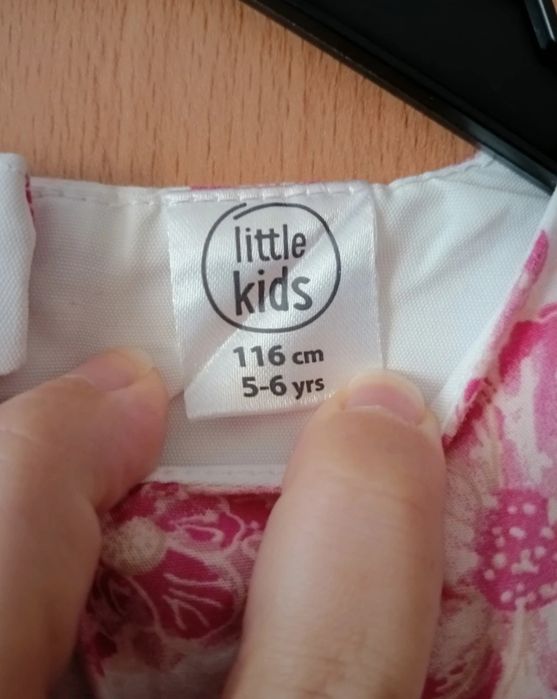 little
kids
116 cm
5-6 yrs